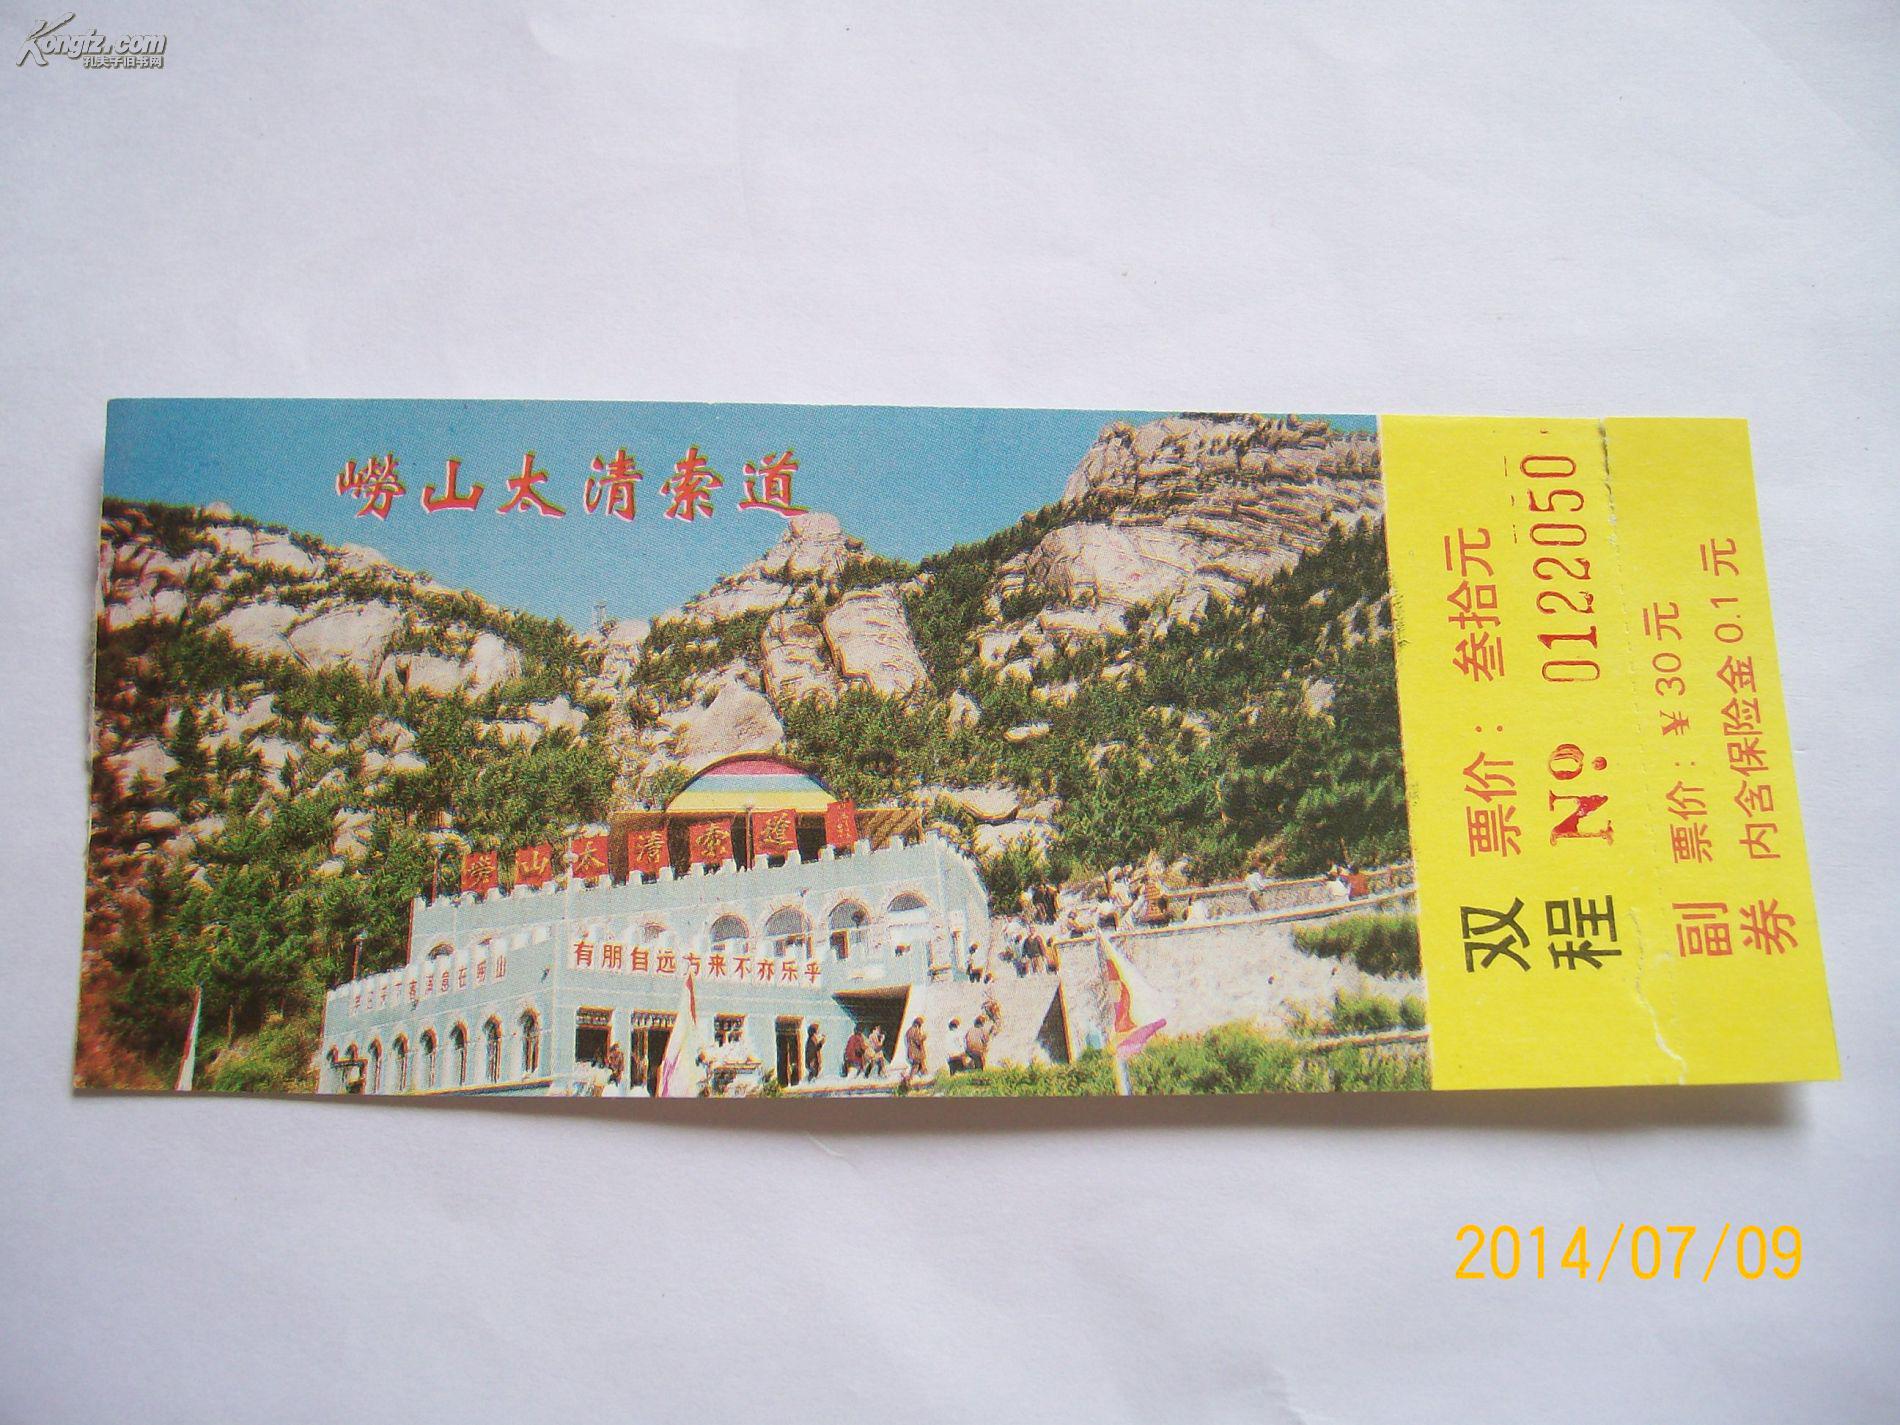 Kongfz.com
孔夫子旧书网
崂山太清索道
崂山太清索道
有朋自远方来不亦乐乎
双程
票价：叁拾元
№ 0122050
副券
票价：¥30元
内含保险金0.1元
2014/07/09